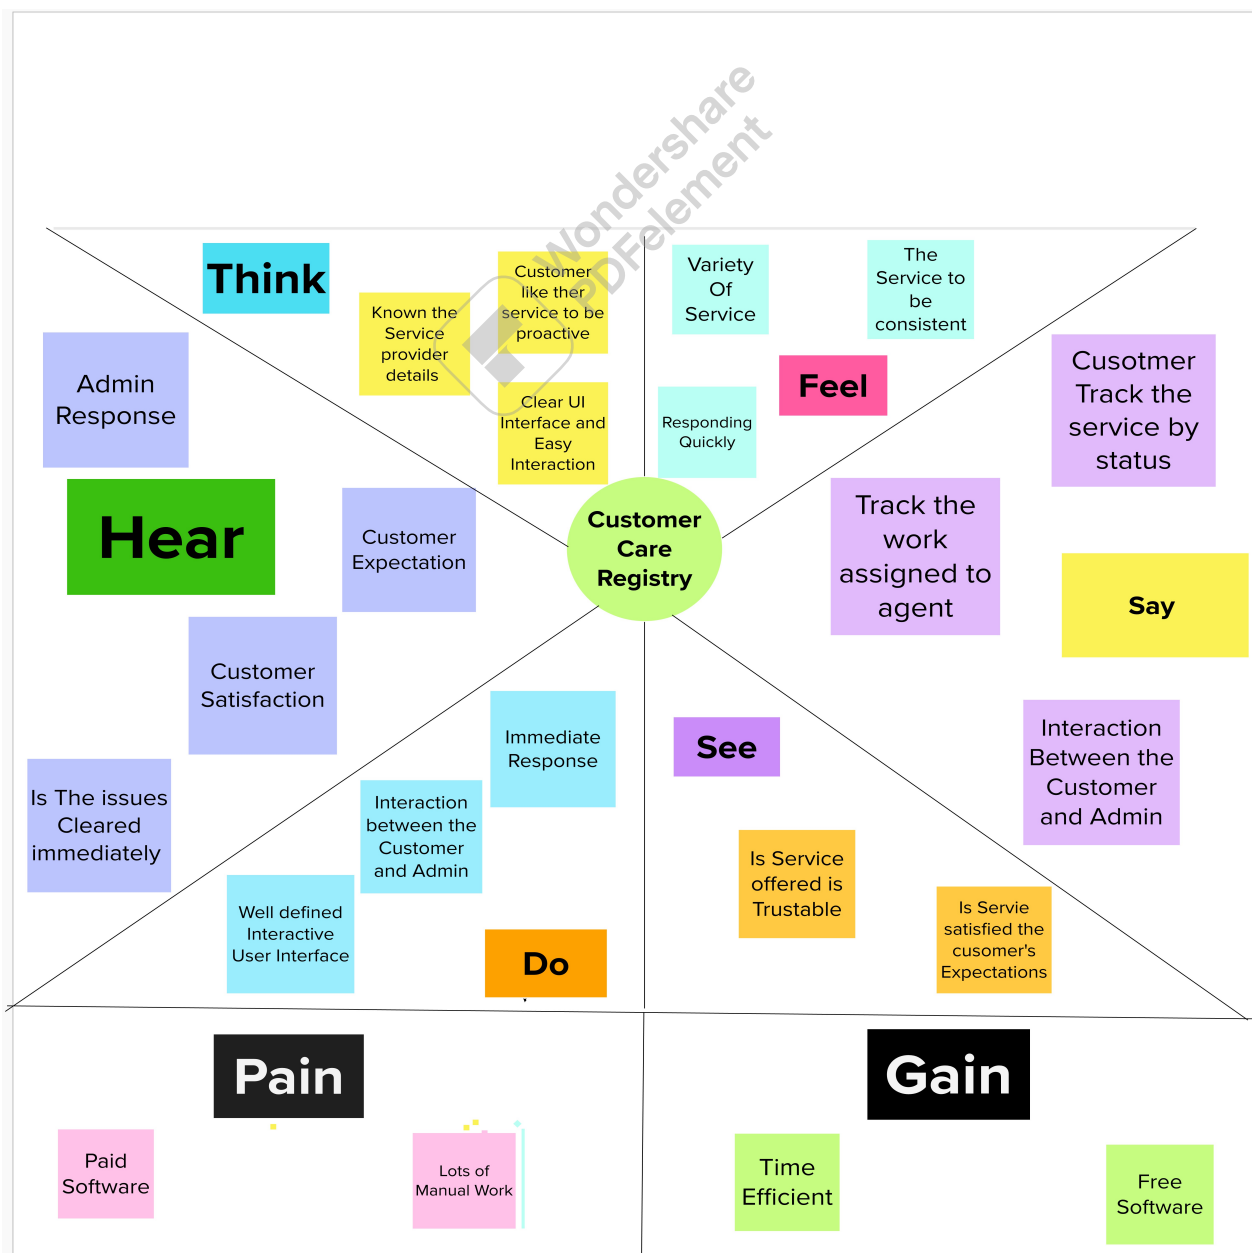 Wondershare
PDFelement
Think
Known the
Service
provider
details
Customer
like ther
service to be
proactive
Clear UI
Interface and
Easy
Interaction
Variety
Of
Service
The
Service to
be
consistent
Feel
Responding
Quickly
Admin
Response
Hear
Customer
Expectation
Customer
Satisfaction
Is The issues
Cleared
immediately
Customer
Care
Registry
Cusotmer
Track the
service by
status
Track the
work
assigned to
agent
Say
Interaction
Between the
Customer
and Admin
Immediate
Response
Interaction
between the
Customer
and Admin
Well defined
Interactive
User Interface
Do
See
Is Service
offered is
Trustable
Is Servie
satisfied the
cusomer's
Expectations
Pain
Paid
Software
Lots of
Manual Work
Gain
Time
Efficient
Free
Software